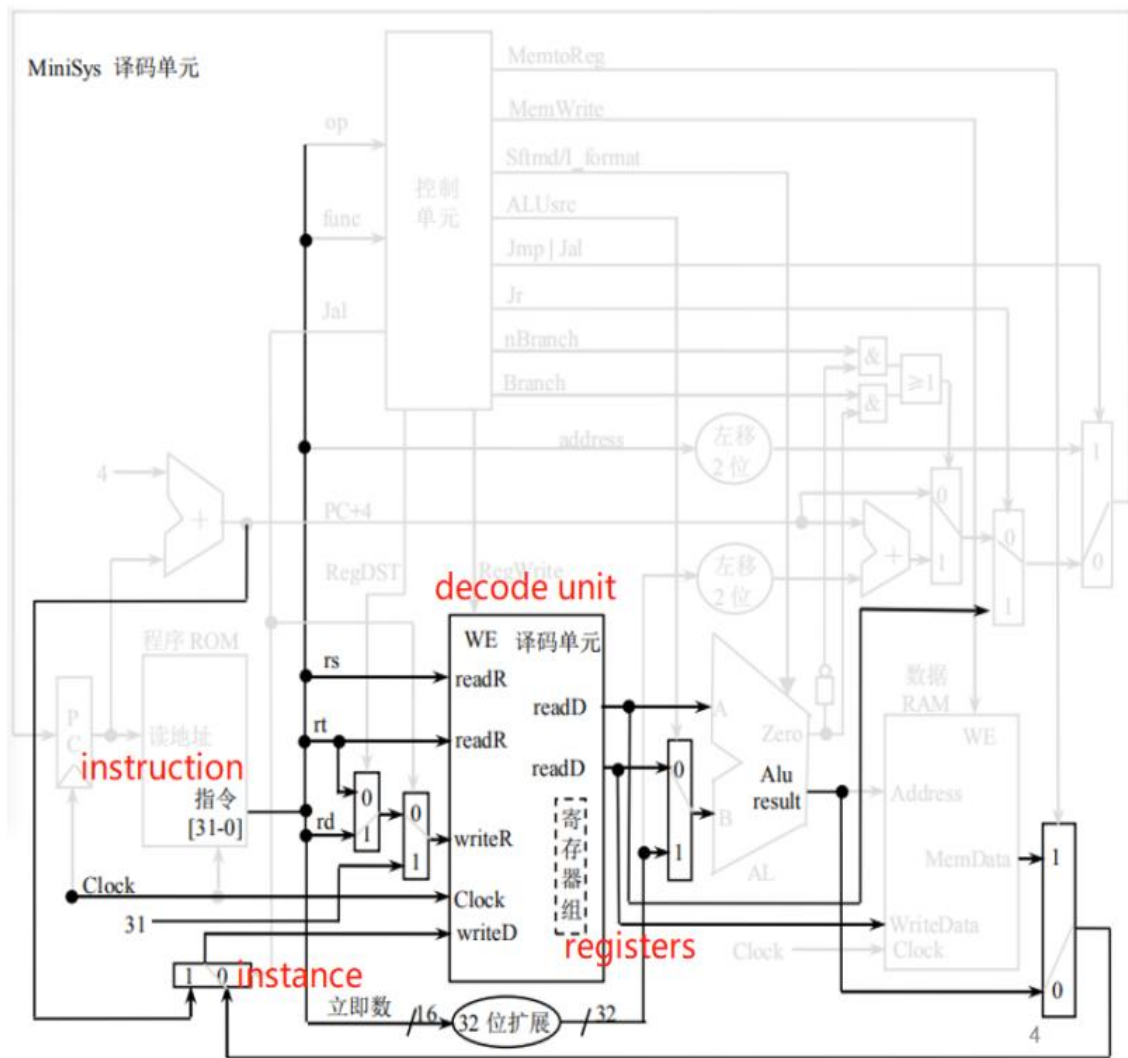 MiniSys 译码单元
MemtoReg
MemWrite
op
Sftmd/I_format
控制
单元
ALUsrc
func
Jmp | Jal
Jr
Jal
nBranch
&
Branch
≥1
&
address
左移
2 位
1
4
0
PC+4
+
+
0
0
1
RegDST
RegWrite
左移
2 位
decode unit
1
程序 ROM
WE 译码单元
rs
readR
数据
RAM
P
C
readD
A
读地址
rt
readR
Zero
WE
instruction
readD
0
Alu
result
指令
[31-0]
0
0
Address
rd
1
writeR
寄
存
器
组
B
1
MemData
1
1
AL
Clock
Clock
31
writeD
registers
WriteData
Clock
Clock
1 0
instance
0
立即数
16
32 位扩展
32
4